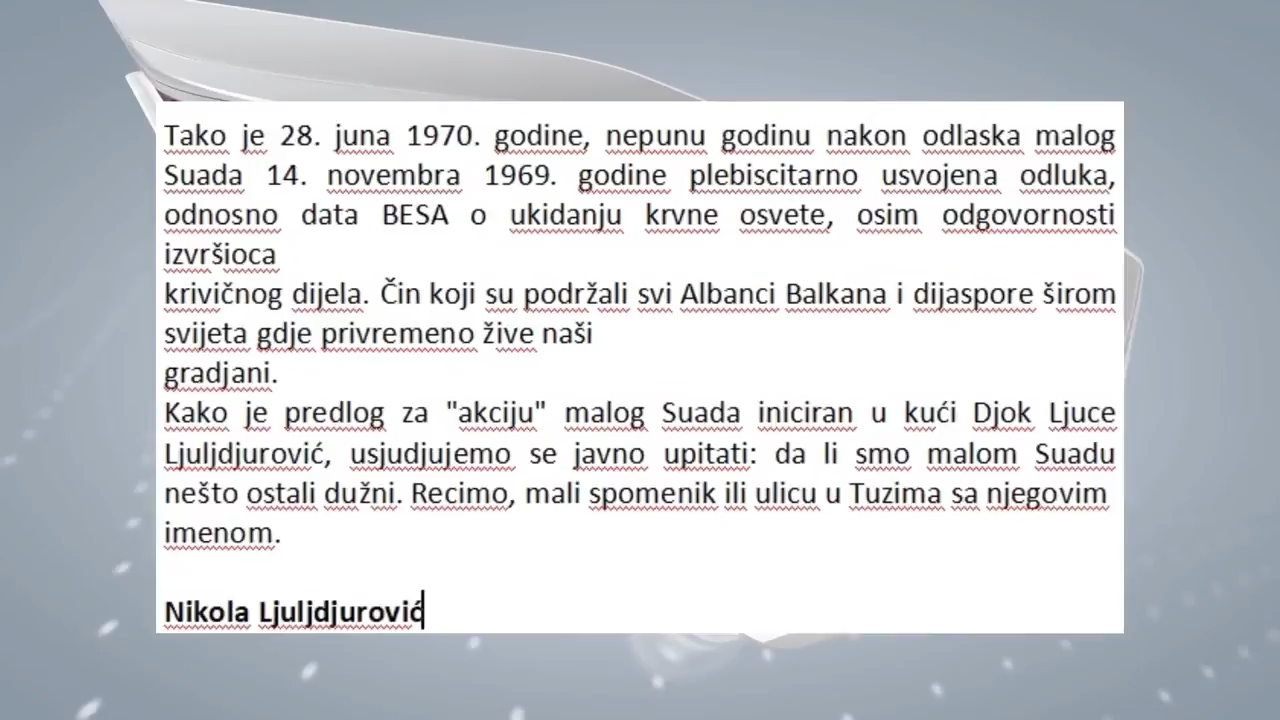 Tako je 28. juna 1970. godine, nepunu godinu nakon odlaska malog
Suada 14. novembra 1969. godine plebiscitarno usvojena odluka,
odnosno data BESA o ukidanju krvne osvete, osim odgovornosti
izvršioca
krivičnog dijela. Čin koji su podržali svi Albanci Balkana i dijaspore širom
svijeta gdje privremeno žive naši
gradjani.
Kako je predlog za "akciju" malog Suada iniciran u kući Djok Ljuce
Ljuljdjurović, usjudjujemo se javno upitati: da li smo malom Suadu
nešto ostali dužni. Recimo, mali spomenik ili ulicu u Tuzima sa njegovim
imenom.
Nikola Ljuljdjurović